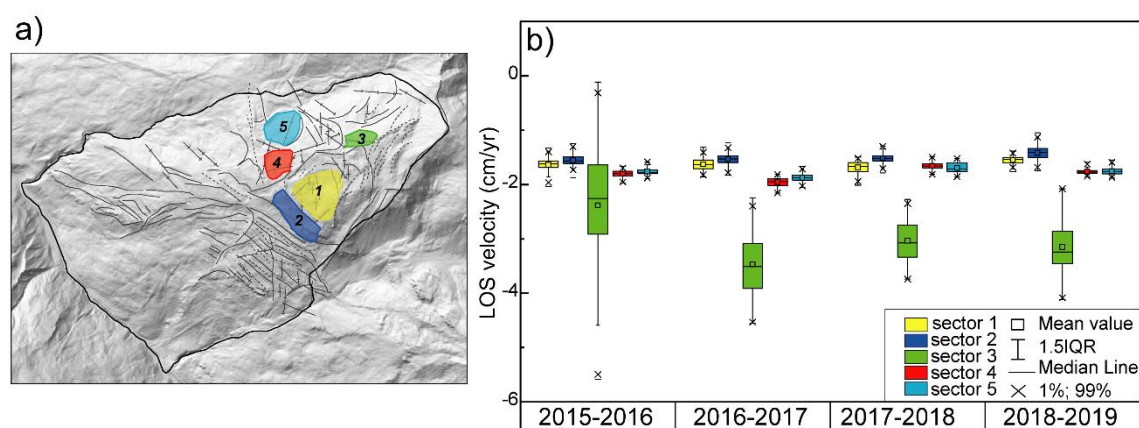 a)
5
3
4
1
2
b)
LOS velocity (cm/yr)
0
-2
-4
-6
sector 1
sector 2
sector 3
sector 4
sector 5
Mean value
1.5IQR
Median Line
1%; 99%
2015-2016 2016-2017 2017-2018 2018-2019